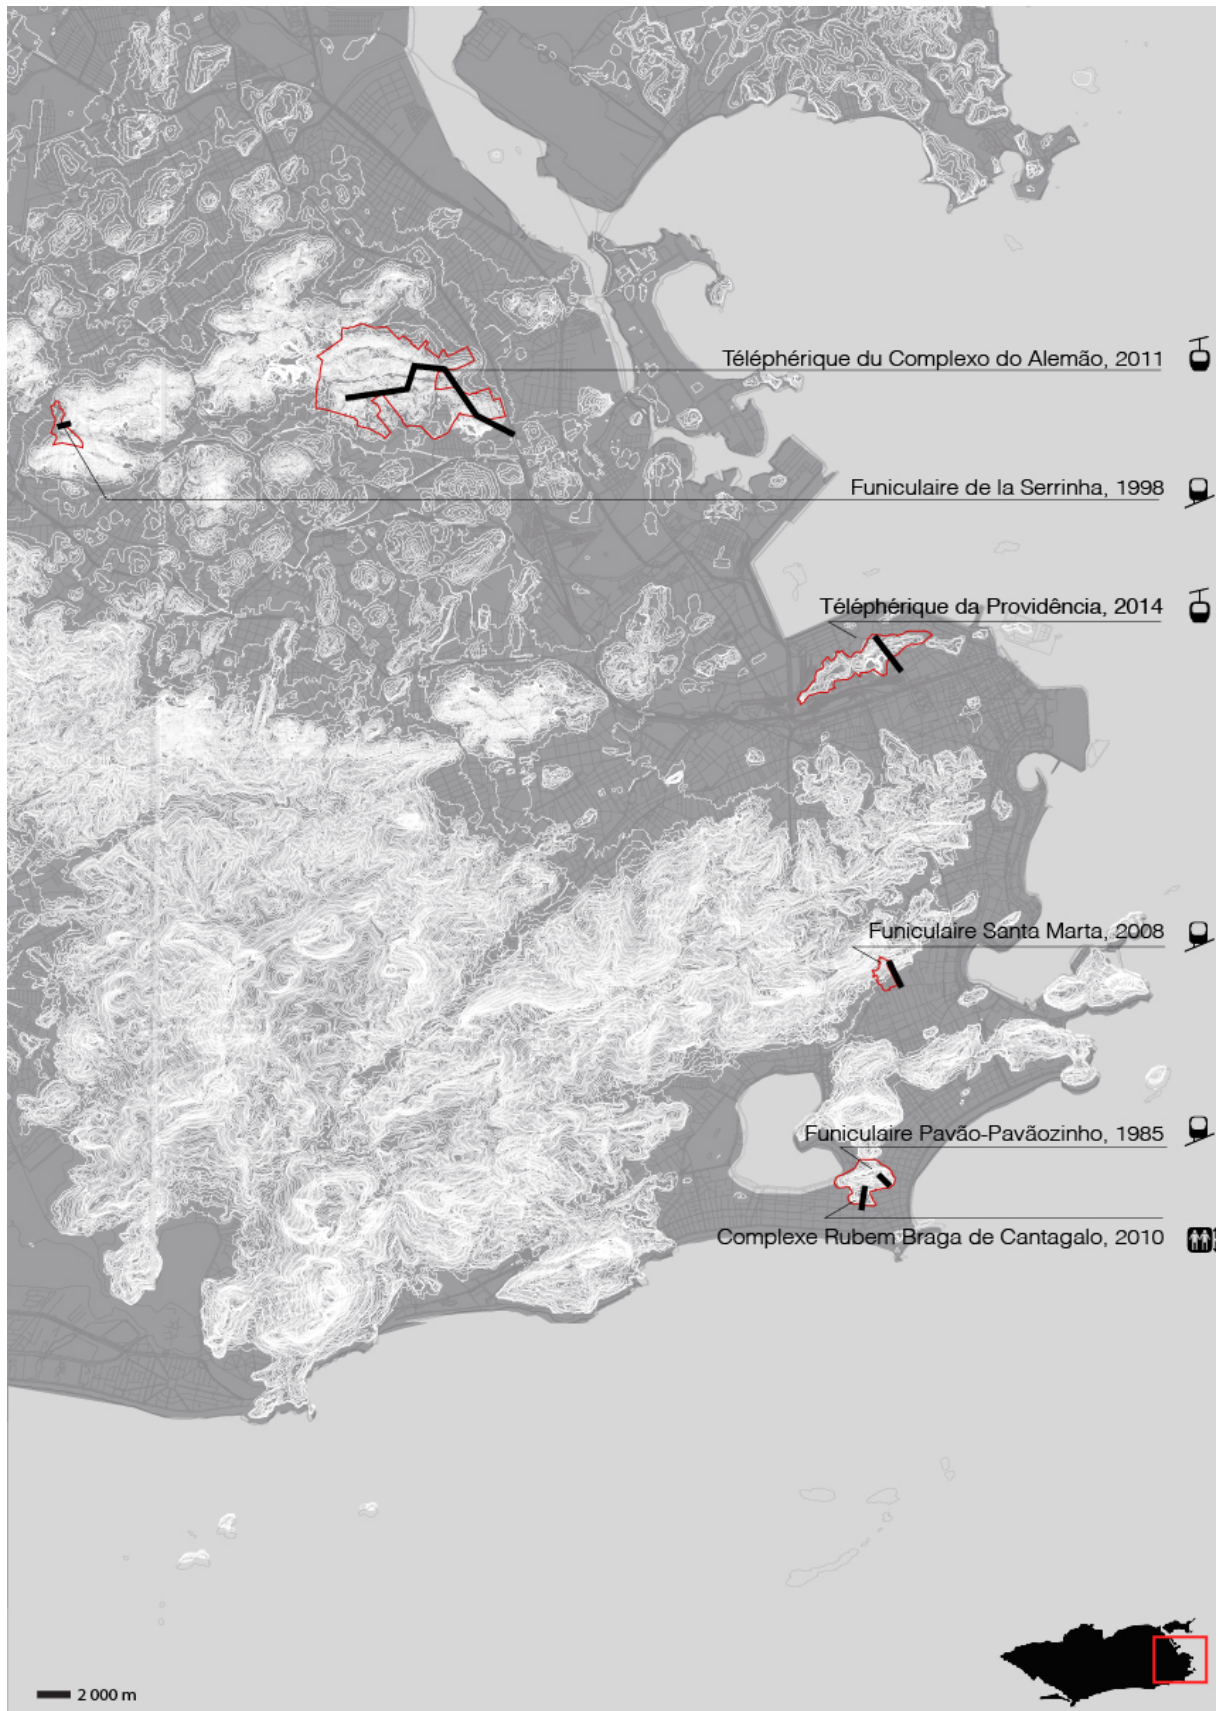 Téléphérique du Complexo do Alemão, 2011
Funiculaire de la Serrinha, 1998
Téléphérique da Providência, 2014
Funiculaire Santa Marta, 2008
Funiculaire Pavão-Pavãozinho, 1985
Complexe Rubem Braga de Cantagalo, 2010
2 000 m